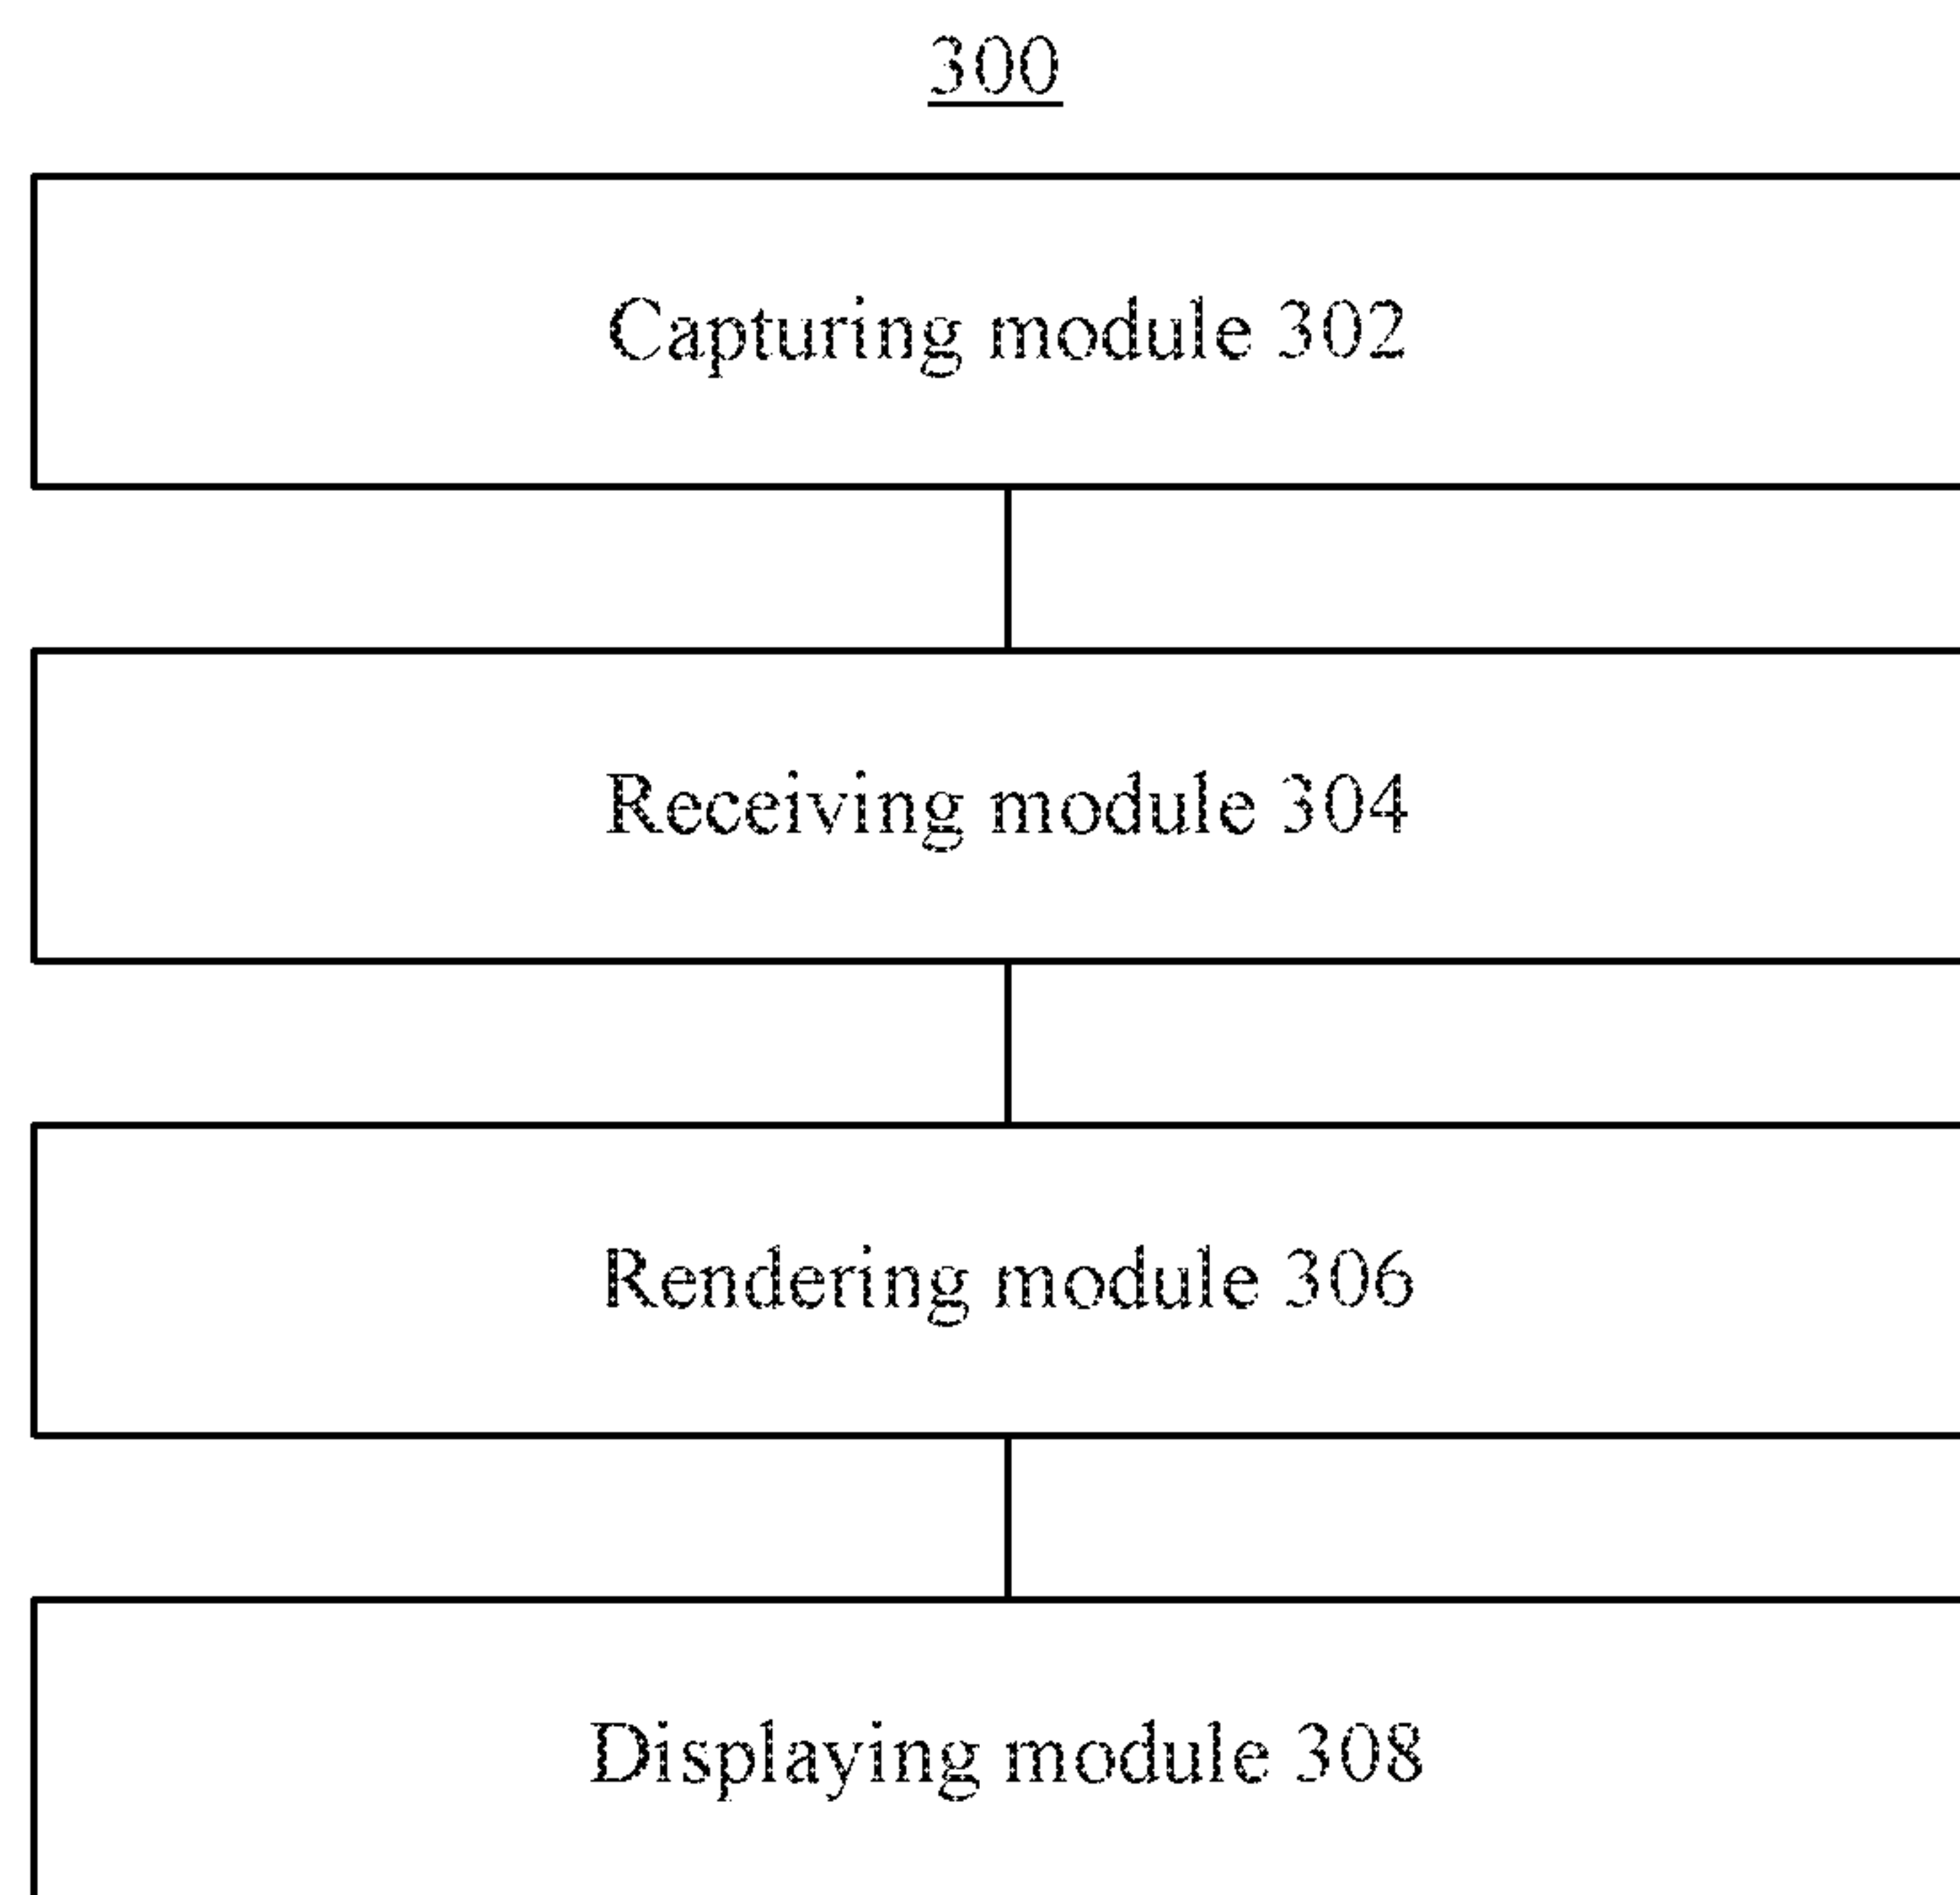 300
Capturing module 302
Receiving module 304
Rendering module 306
Displaying module 308